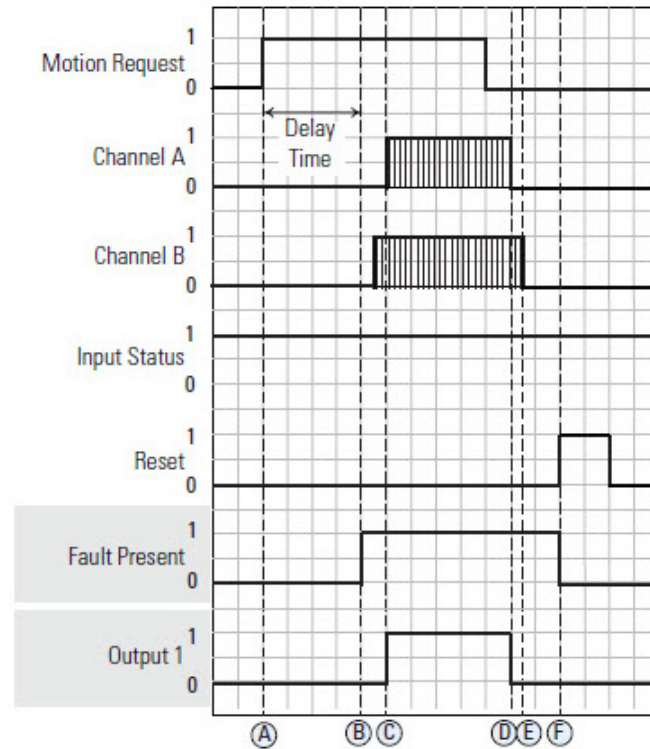 1
Motion Request
0
Delay
Time
1
Channel A
0
1
Channel B
0
1
Input Status
0
1
Reset
0
1
Fault Present
0
1
Output 1
0
A B C D E F